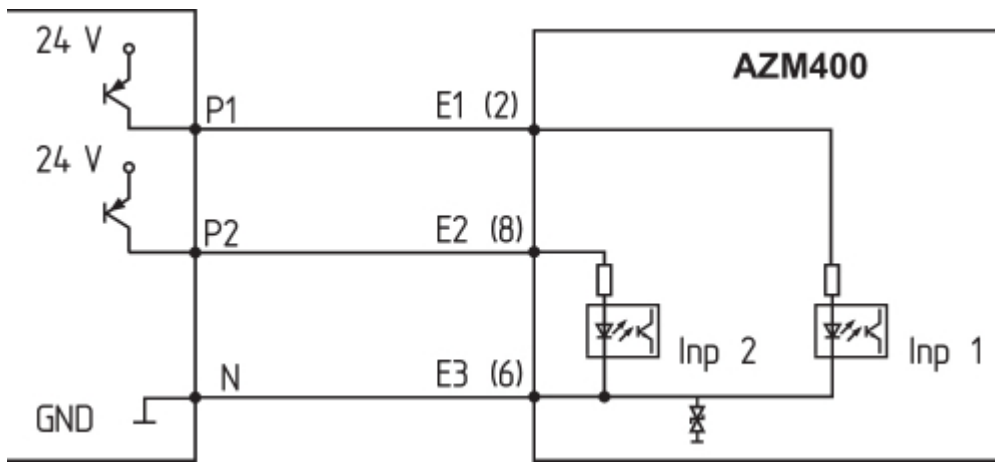 24 V
AZM400
P1
E1 (2)
24 V
P2
E2 (8)
Inp 2
Inp 1
N
E3 (6)
GND